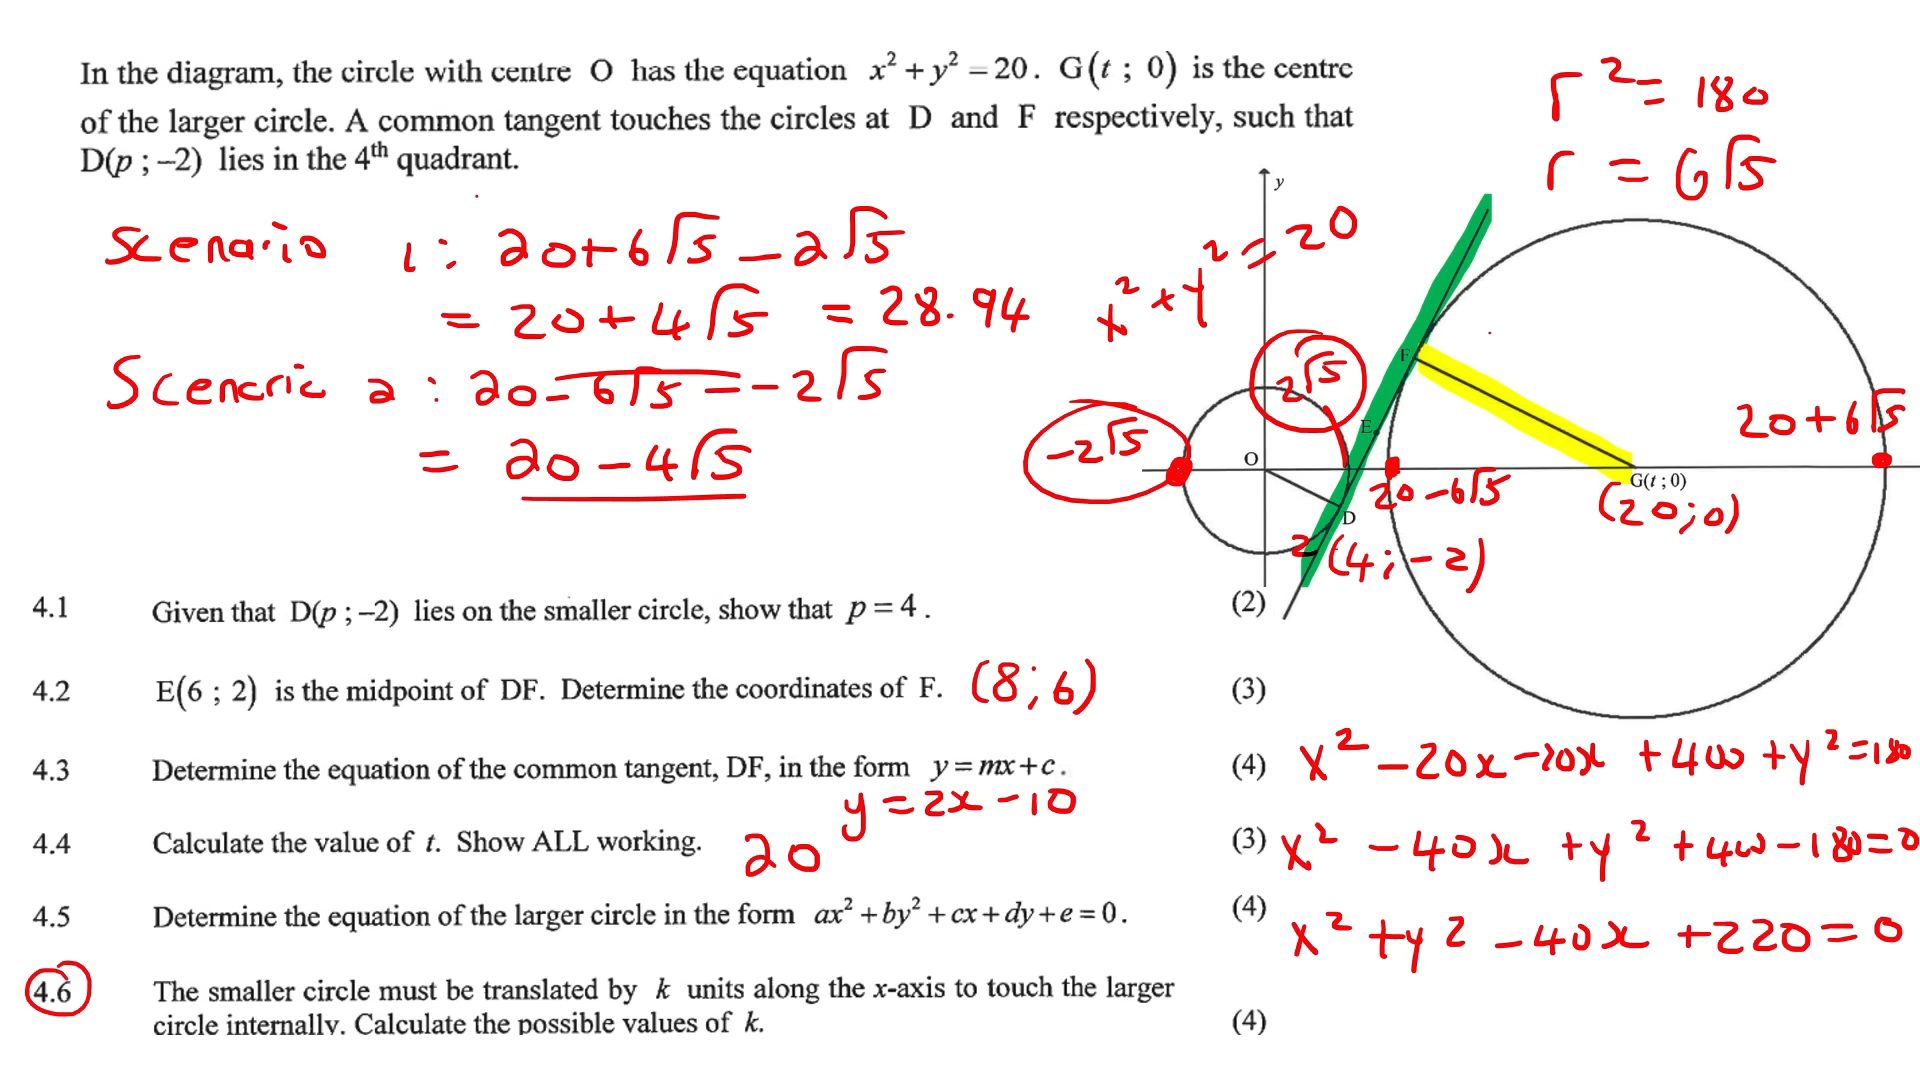 In the diagram, the circle with centre O has the equation x² + y² = 20. G(t ; 0) is the centre
of the larger circle. A common tangent touches the circles at D and F respectively, such that
D(p ; –2) lies in the 4th quadrant.
r² = 180
r = 6√5
Scenario 1: 20+6√5 – 2√5
= 20+4√5 = 28.94
Scenario 2: 20–6√5 – –2√5
= 20 – 4√5
y
x² + y² = 20
2√5
–2√5
F
E
O
D
20+6√5
20–6√5
G(t ; 0)
(20;0)
2
(4;–2)
4.1 Given that D(p ; –2) lies on the smaller circle, show that p = 4. (2)
4.2 E(6 ; 2) is the midpoint of DF. Determine the coordinates of F. (8;6) (3)
4.3 Determine the equation of the common tangent, DF, in the form y = mx + c. (4)
y = 2x – 10
4.4 Calculate the value of t. Show ALL working. 20 (3)
4.5 Determine the equation of the larger circle in the form ax² + by² + cx + dy + e = 0. (4)
4.6 The smaller circle must be translated by k units along the x-axis to touch the larger
circle internally. Calculate the possible values of k. (4)
x² – 20x – 20x + 400 + y² = 180
x² – 40x + y² + 400 – 180 = 0
x² + y² – 40x + 220 = 0